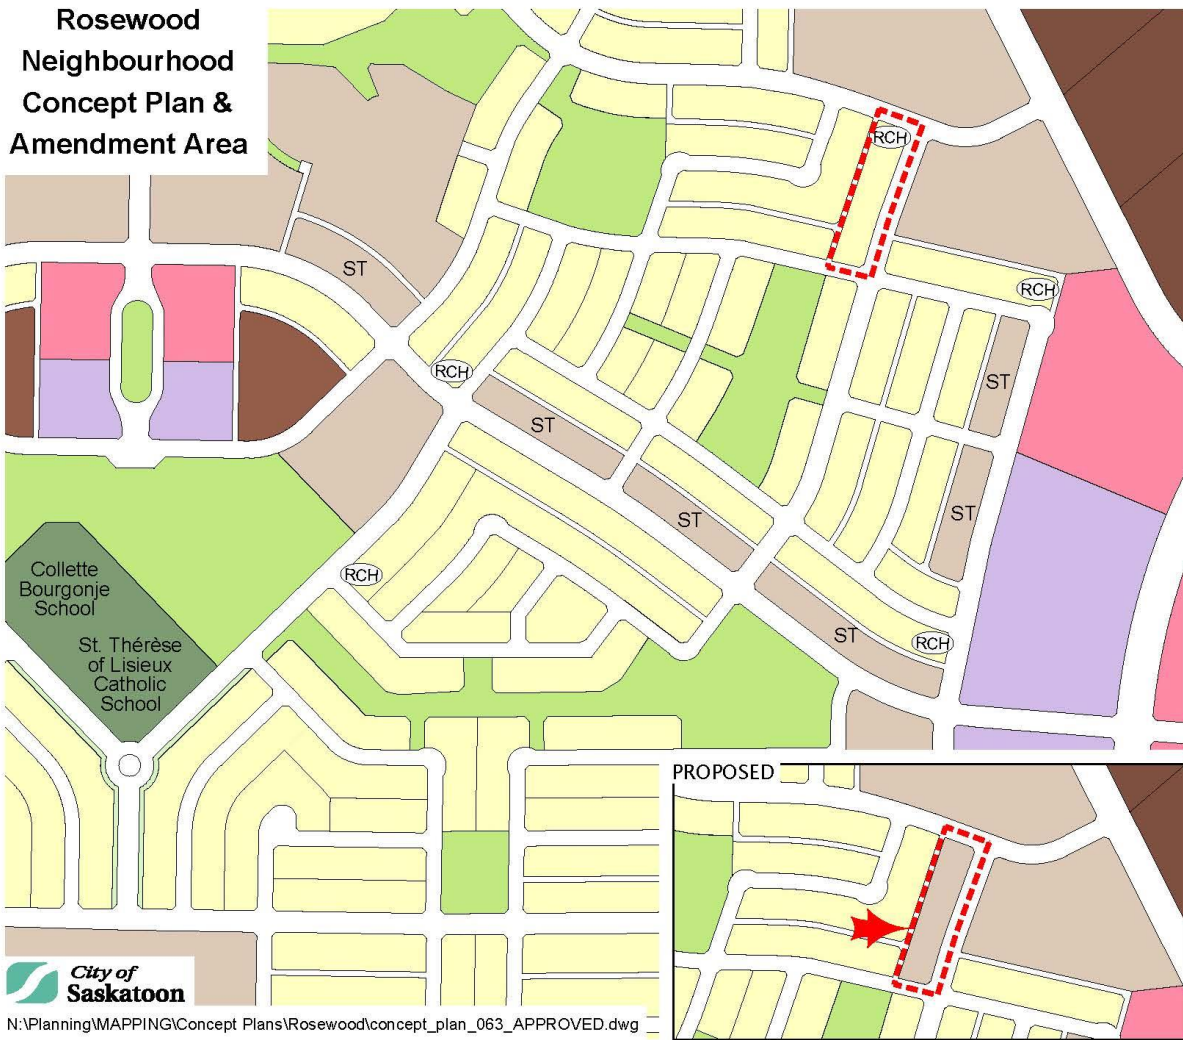 Rosewood
Neighbourhood
Concept Plan &
Amendment Area
RCH
ST
RCH
RCH
ST
ST
ST
ST
RCH
Collette
Bourgonje
School
ST
RCH
St. Thérèse
of Lisieux
Catholic
School
PROPOSED
City of
Saskatoon
N:\Planning\MAPPING\Concept Plans\Rosewood\concept_plan_063_APPROVED.dwg